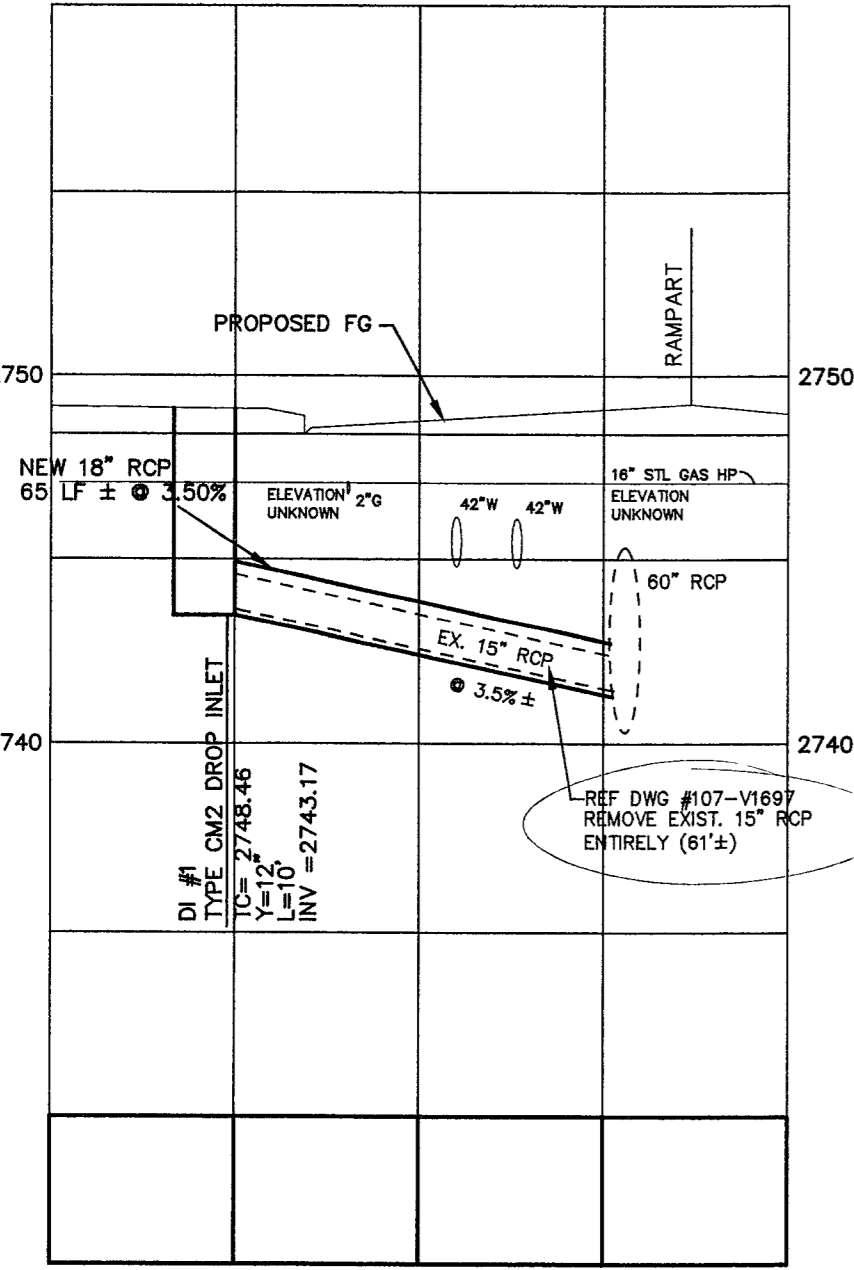 RAMPART
PROPOSED FG
750
2750
NEW 18" RCP
65 LF ± @ 3.50%
ELEVATION
UNKNOWN
2"G
42"W
42"W
16" STL GAS HP
ELEVATION
UNKNOWN
60" RCP
EX. 15" RCP
@ 3.5% ±
740
2740
DI #1
TYPE CM2 DROP INLET
TC= 2748.46
Y=12"
L=10'
INV =2743.17
REF DWG #107-V1697
REMOVE EXIST. 15" RCP
ENTIRELY (61'±)